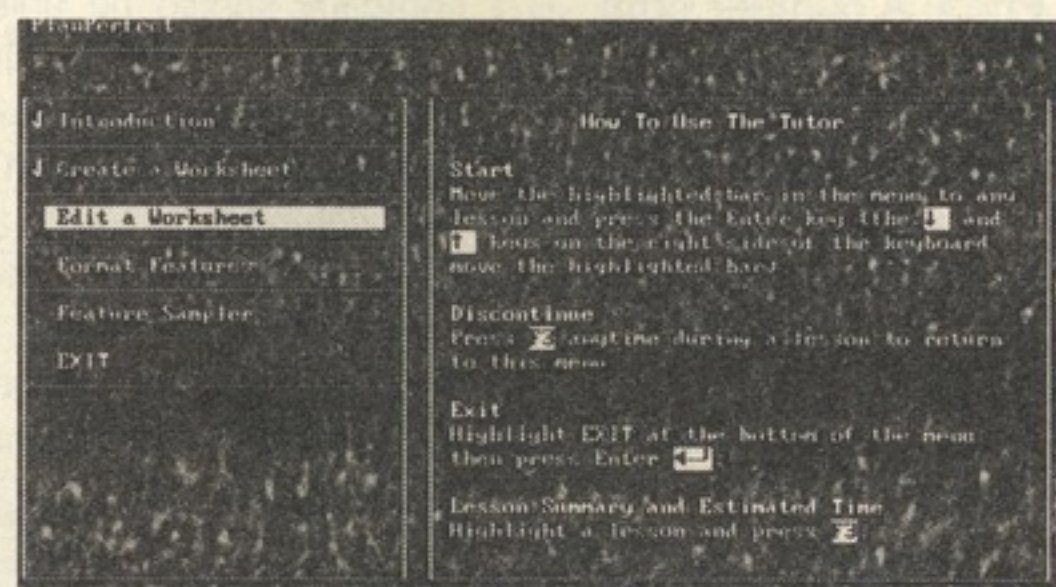 PlanPerfect
Introduction
Create a Worksheet
Edit a Worksheet
Format Features
Feature Sampler
EXIT
How To Use The Tutor
Start
Move the highlighted bar in the menu to any
lesson and press the Enter key (the ↓ and
↑ keys on the right side of the keyboard
move the highlighted bar)
Discontinue
Press anytime during a lesson to return
to this menu
Exit
Highlight EXIT at the bottom of the menu
then press Enter ↵
Lesson Summary and Estimated Time
Highlight a lesson and press